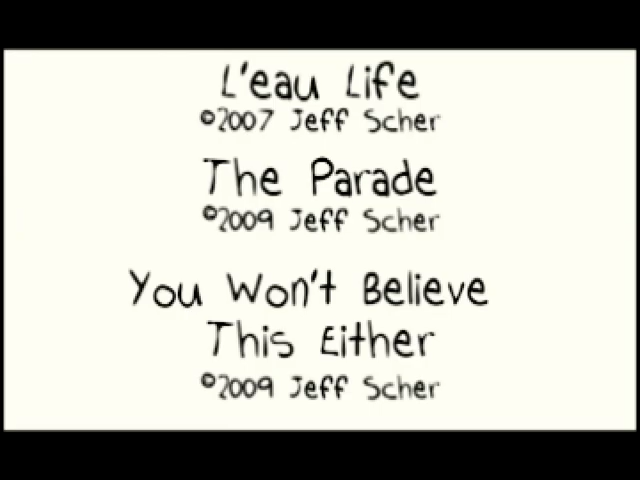 L'eau Life
©2007 Jeff Scher
The Parade
©2009 Jeff Scher
You Won't Believe
This Either
©2009 Jeff Scher